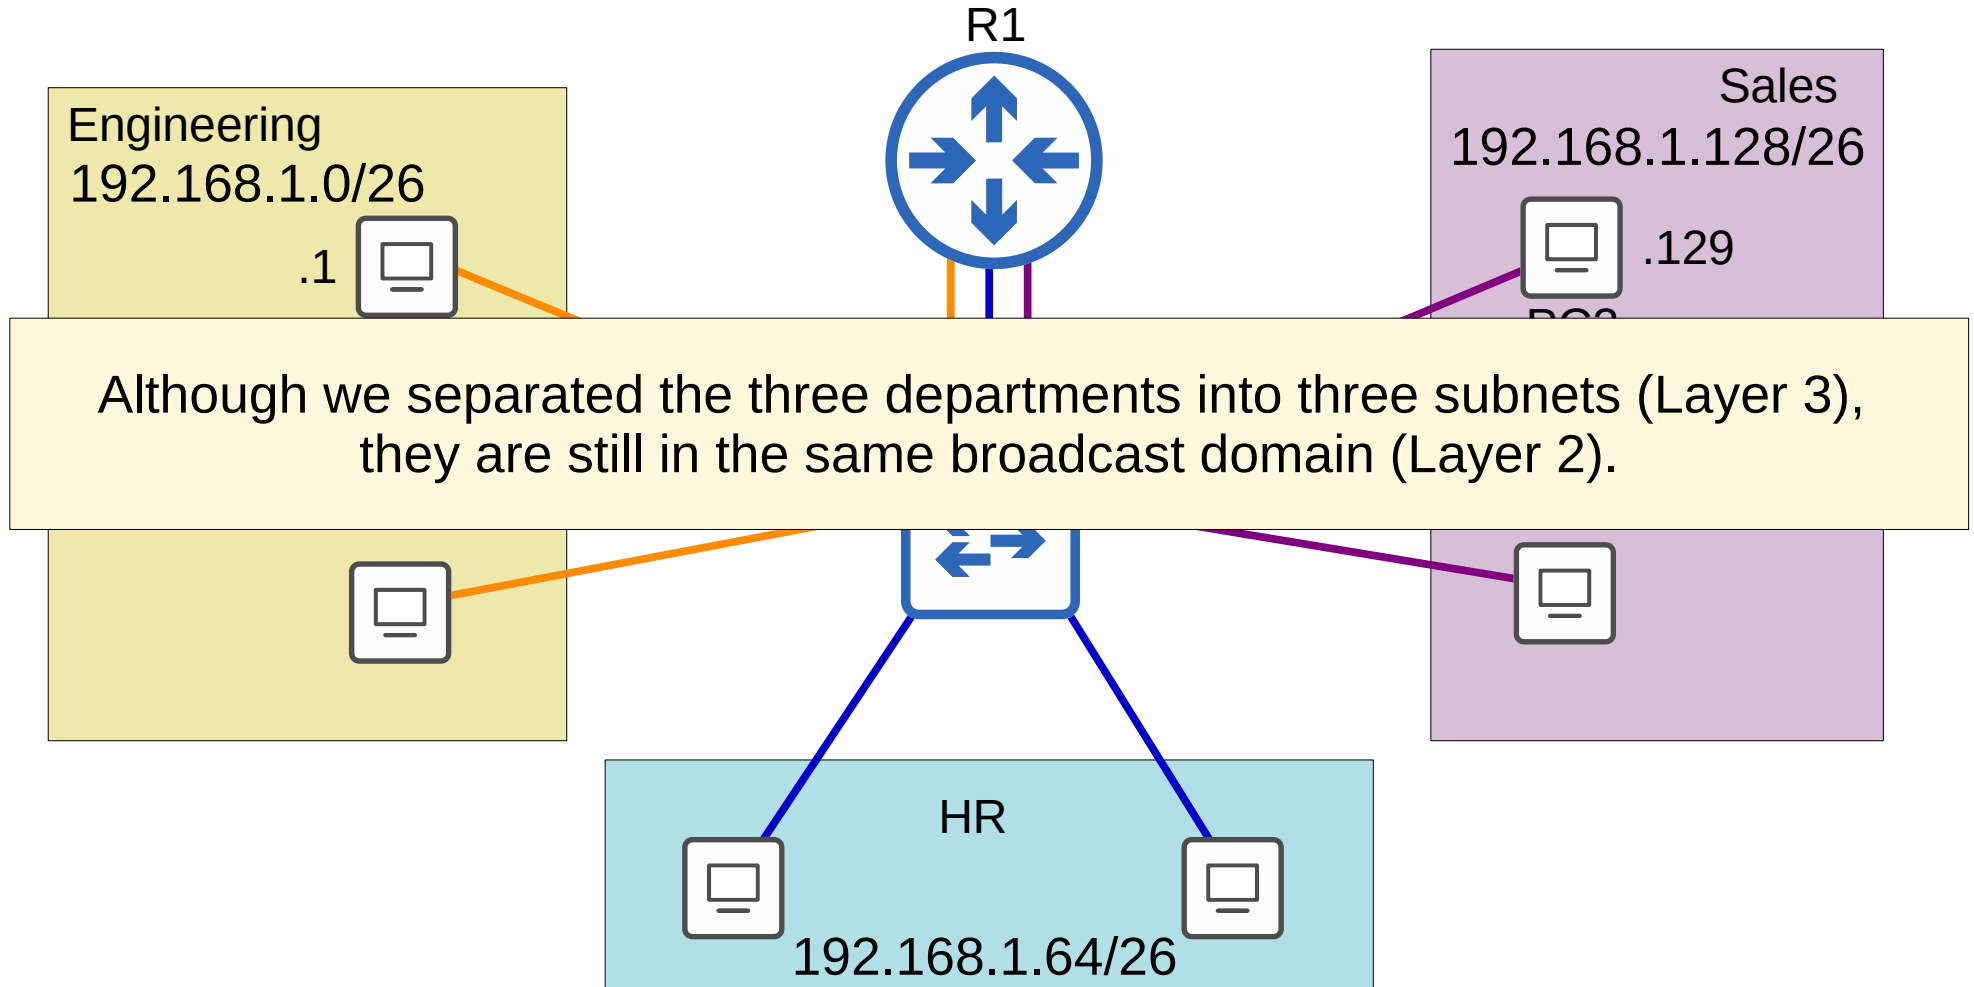 R1
Engineering
192.168.1.0/26
.1
Sales
192.168.1.128/26
.129
Although we separated the three departments into three subnets (Layer 3),
they are still in the same broadcast domain (Layer 2).
HR
192.168.1.64/26